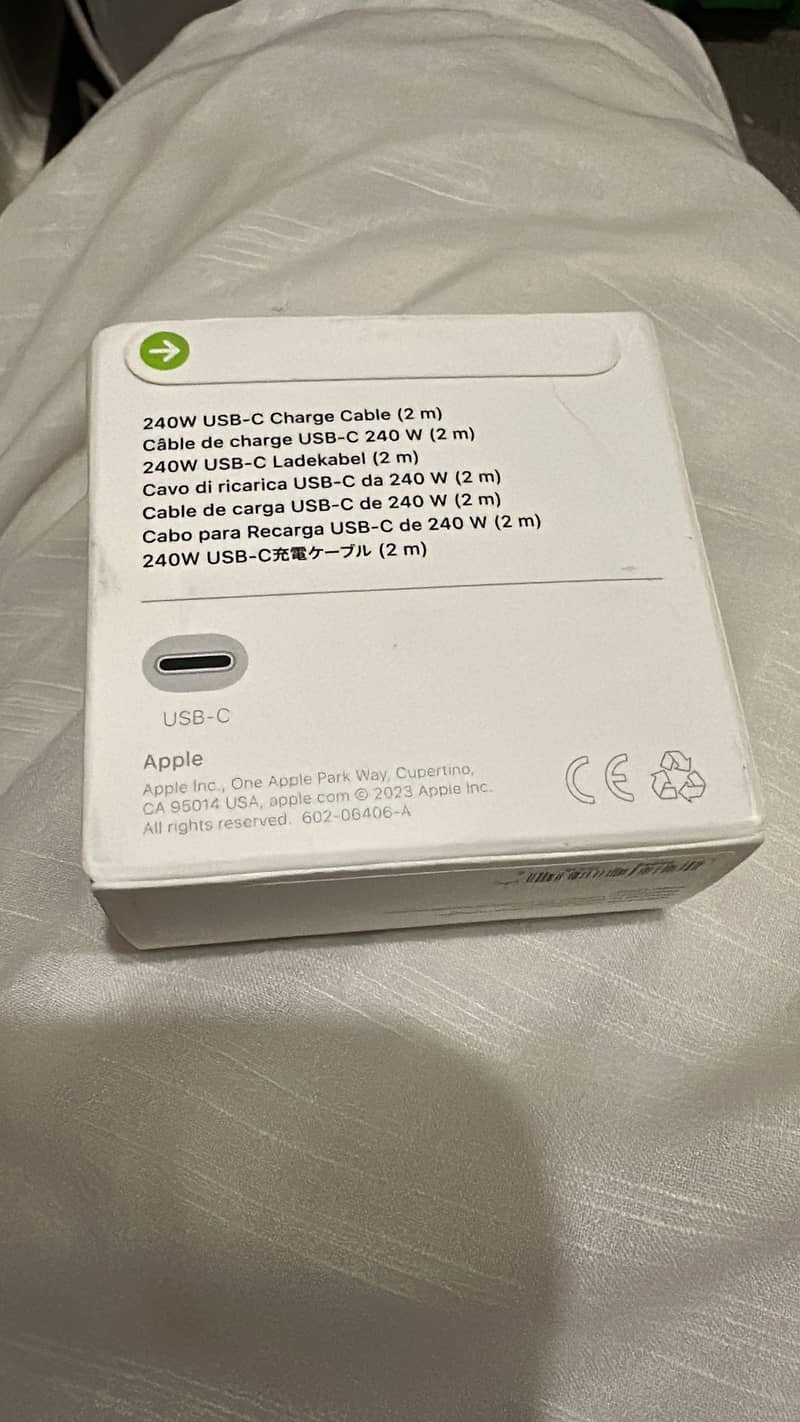 240W USB-C Charge Cable (2 m)
Câble de charge USB-C 240 W (2 m)
240W USB-C Ladekabel (2 m)
Cavo di ricarica USB-C da 240 W (2 m)
Cable de carga USB-C de 240 W (2 m)
Cabo para Recarga USB-C de 240 W (2 m)
240W USB-C充電ケーブル (2 m)
USB-C
Apple
Apple Inc., One Apple Park Way, Cupertino,
CA 95014 USA, apple.com © 2023 Apple Inc.
All rights reserved. 602-06406-A
CE